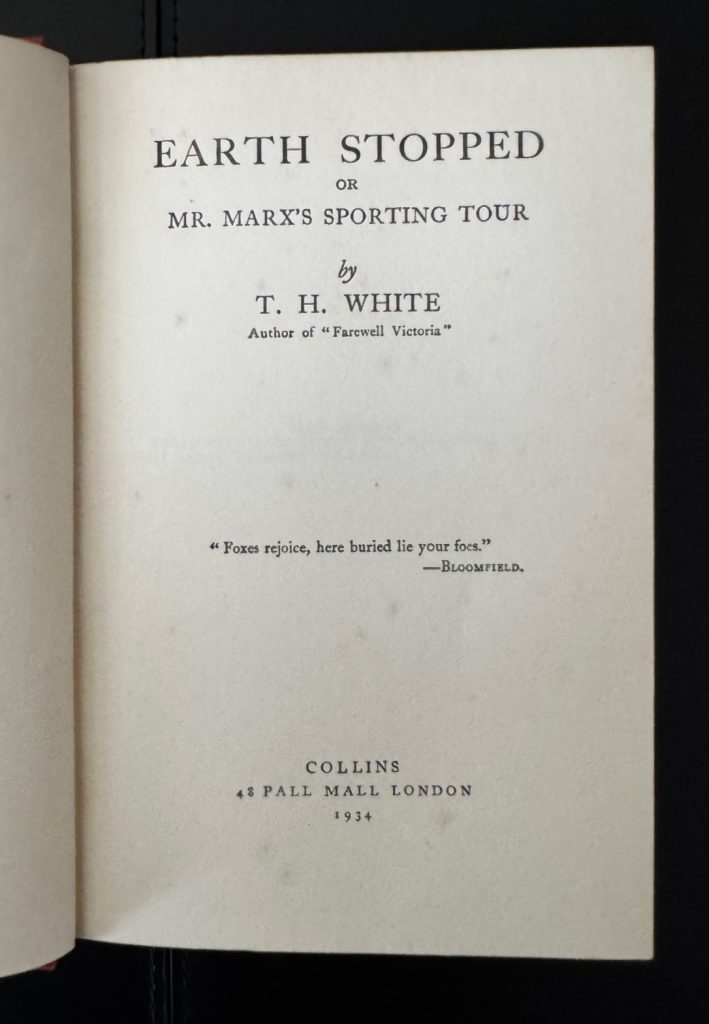 EARTH STOPPED
OR
MR. MARX'S SPORTING TOUR
by
T. H. WHITE
Author of "Farewell Victoria"
"Foxes rejoice, here buried lie your foes."
—BLOOMFIELD.
COLLINS
48 PALL MALL LONDON
1934